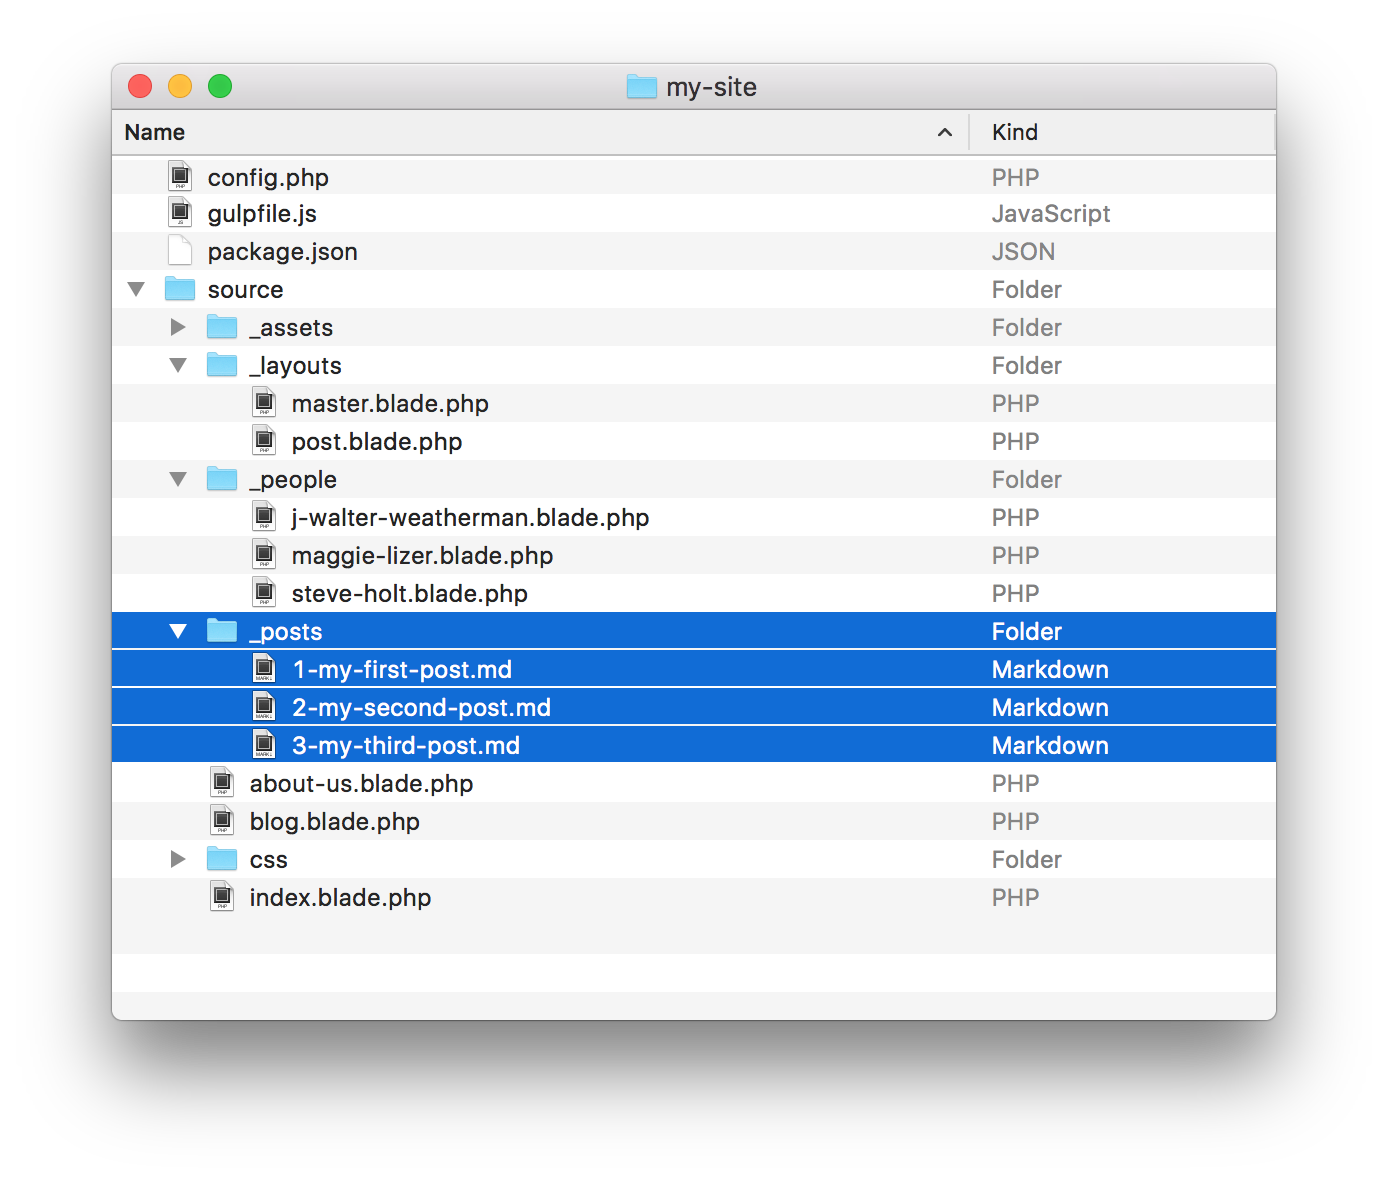 my-site
Name Kind
config.php PHP
gulpfile.js JavaScript
package.json JSON
source Folder
_assets Folder
_layouts Folder
master.blade.php PHP
post.blade.php PHP
_people Folder
j-walter-weatherman.blade.php PHP
maggie-lizer.blade.php PHP
steve-holt.blade.php PHP
_posts Folder
1-my-first-post.md Markdown
2-my-second-post.md Markdown
3-my-third-post.md Markdown
about-us.blade.php PHP
blog.blade.php PHP
css Folder
index.blade.php PHP